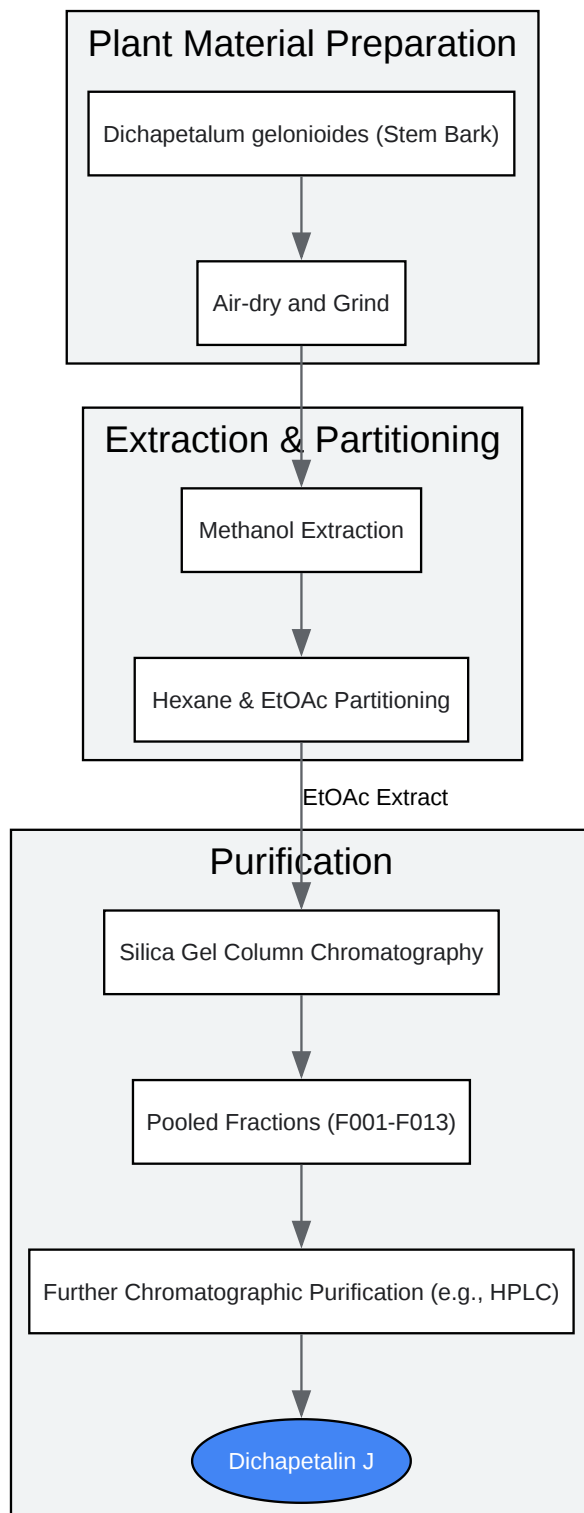 Plant Material Preparation
Dichapetalum gelonioides (Stem Bark)
Air-dry and Grind
Extraction & Partitioning
Methanol Extraction
Hexane & EtOAc Partitioning
EtOAc Extract
Purification
Silica Gel Column Chromatography
Pooled Fractions (F001-F013)
Further Chromatographic Purification (e.g., HPLC)
Dichapetalin J